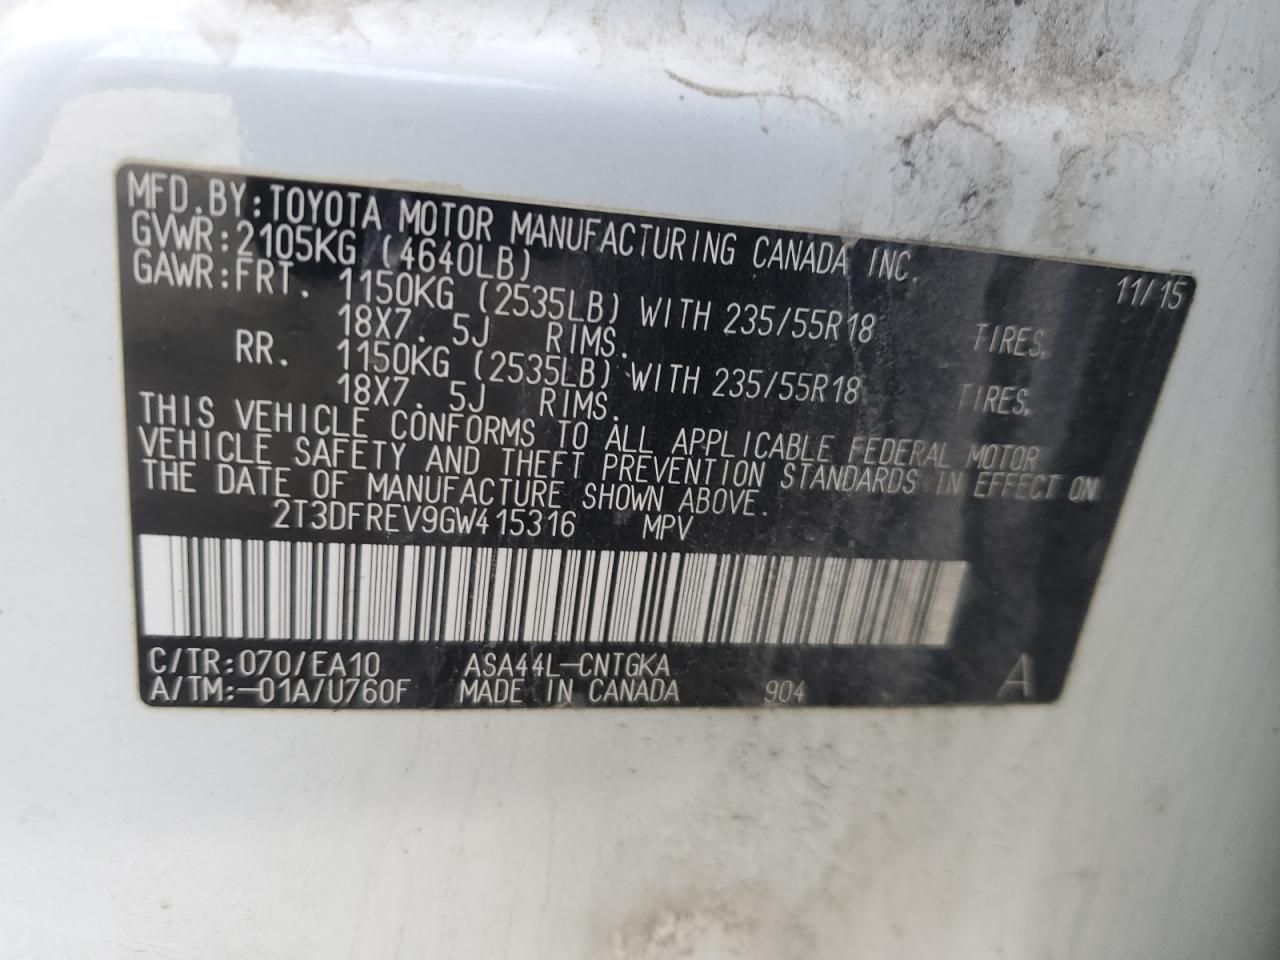 MFD.BY:TOYOTA MOTOR MANUFACTURING CANADA INC.
GVWR:2105KG (4640LB) 11/15
GAWR:FRT. 1150KG (2535LB) WITH 235/55R18 TIRES,
18X7. 5J RIMS.
RR. 1150KG (2535LB) WITH 235/55R18 TIRES,
18X7. 5J RIMS.
THIS VEHICLE CONFORMS TO ALL APPLICABLE FEDERAL MOTOR
VEHICLE SAFETY AND THEFT PREVENTION STANDARDS IN EFFECT ON
THE DATE OF MANUFACTURE SHOWN ABOVE.
2T3DFREV9GW415316 MPV
C/TR:070/EA10 ASA44L-CNTGKA
A/TM:-01A/U760F MADE IN CANADA 904 A